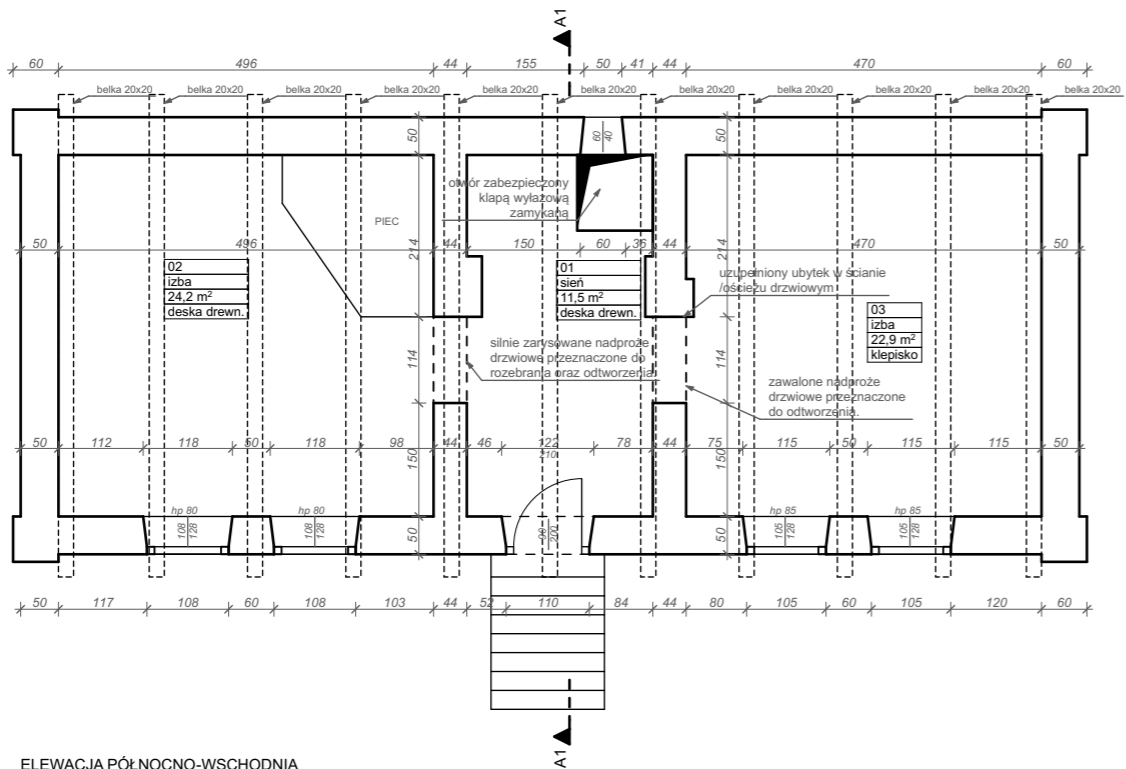 A1
60 496 44 155 50 41 44 470 60
belka 20x20 belka 20x20 belka 20x20 belka 20x20 belka 20x20 belka 20x20 belka 20x20 belka 20x20 belka 20x20 belka 20x20 belka 20x20
50 60 40 50
otwór zabezpieczony
klapą wyłazową
zamykaną
PIEC
50 496 214 44 150 60 36 44 214 470 50
02
izba
24,2 m²
deska drewn.
01
sień
11,5 m²
deska drewn.
uzupełniony ubytek w ścianie
/ościeżu drzwiowym
03
izba
22,9 m²
klepisko
silnie zarysowane nadproże
drzwiowe przeznaczone do
rozebrania oraz odtworzenia.
114 114
zawalone nadproże
drzwiowe przeznaczone
do odtworzenia.
50 112 118 50 118 98 150 44 46 122 78 44 150 75 115 50 115 115 50
210
hp 80 hp 80 hp 85 hp 85
108 128 108 128 50 90 200 50 105 128 105 128
50 117 108 60 108 103 44 52 110 84 44 80 105 60 105 120 60
A1
ELEWACJA PÓŁNOCNO-WSCHODNIA